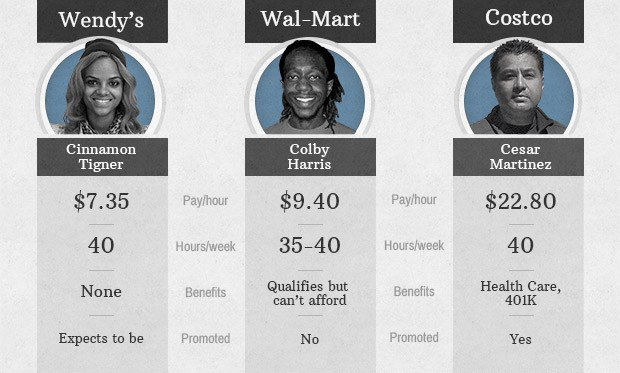 Wendy's Wal-Mart Costco
Cinnamon Tigner
Colby Harris
Cesar Martinez
$7.35 Pay/hour $9.40 Pay/hour $22.80
40 Hours/week 35-40 Hours/week 40
None Benefits Qualifies but can't afford Benefits Health Care, 401K
Expects to be Promoted No Promoted Yes